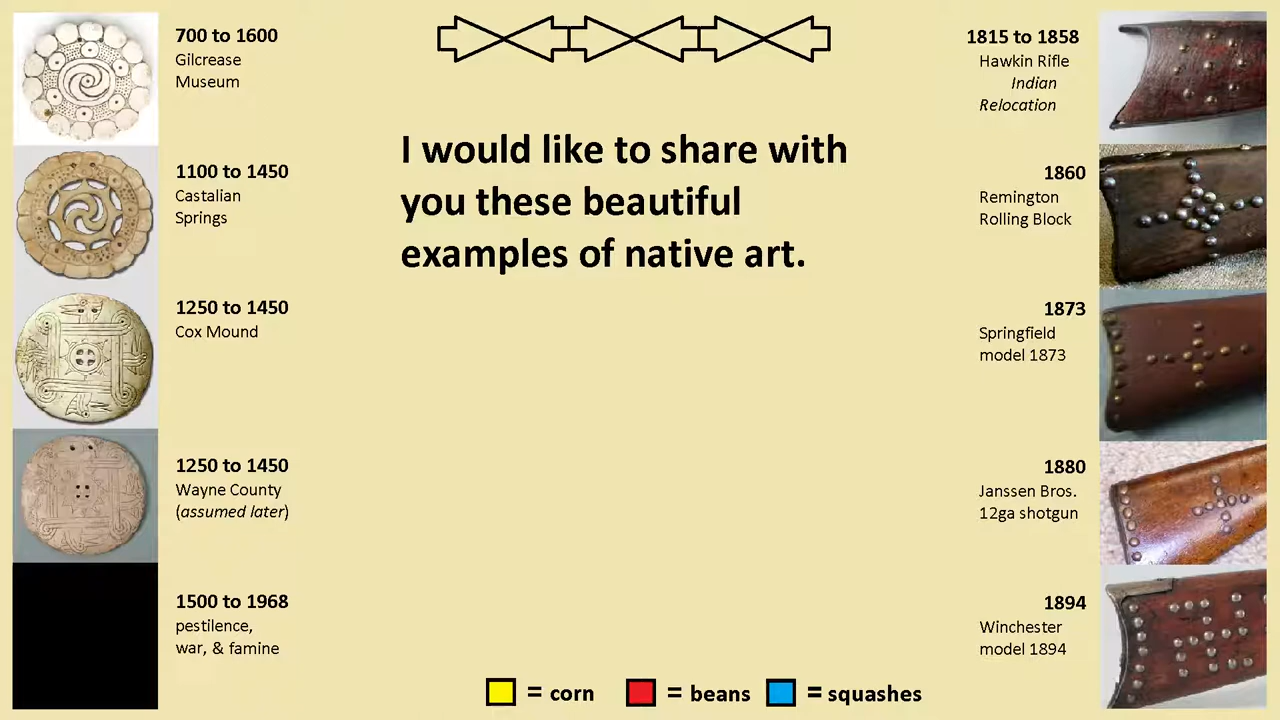 700 to 1600
Gilcrease
Museum
1100 to 1450
Castalian
Springs
1250 to 1450
Cox Mound
1250 to 1450
Wayne County
(assumed later)
1500 to 1968
pestilence,
war, & famine
I would like to share with
you these beautiful
examples of native art.
1815 to 1858
Hawkin Rifle
Indian
Relocation
1860
Remington
Rolling Block
1873
Springfield
model 1873
1880
Janssen Bros.
12ga shotgun
1894
Winchester
model 1894
= corn = beans = squashes